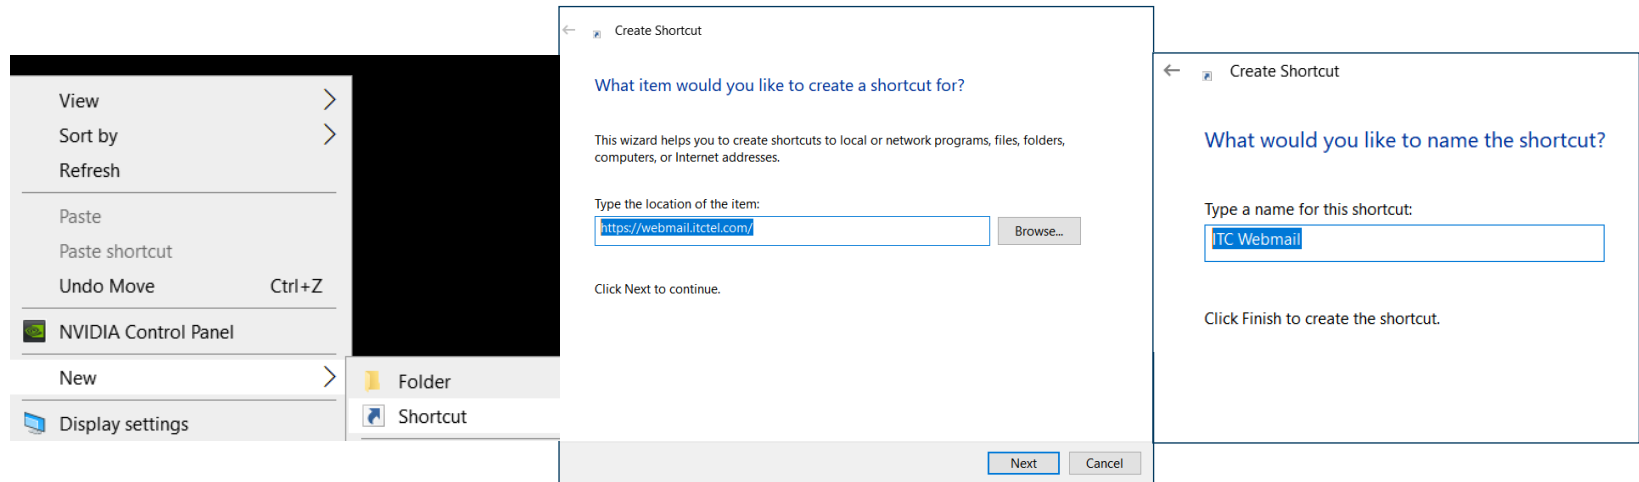 View
Sort by
Refresh
Paste
Paste shortcut
Undo Move Ctrl+Z
NVIDIA Control Panel
New
Display settings
Folder
Shortcut
Create Shortcut
What item would you like to create a shortcut for?
This wizard helps you to create shortcuts to local or network programs, files, folders,
computers, or Internet addresses.
Type the location of the item:
https://webmail.itctel.com/
Browse...
Click Next to continue.
Next Cancel
Create Shortcut
What would you like to name the shortcut?
Type a name for this shortcut:
ITC Webmail
Click Finish to create the shortcut.